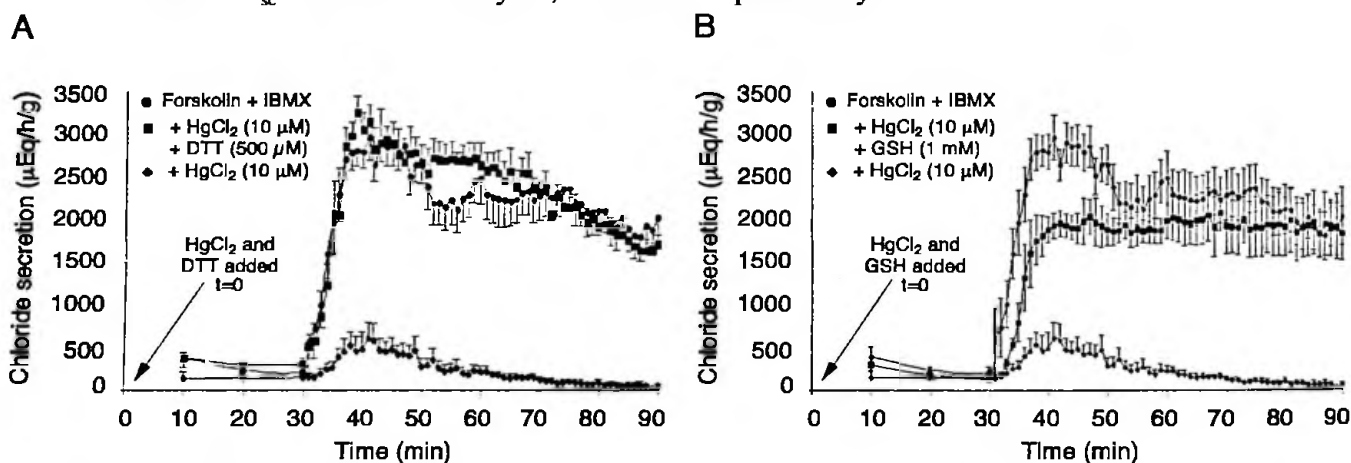 A
Chloride secretion (μEq/h/g)
3500
3000
2500
2000
1500
1000
500
0
● Forskolin + IBMX
■ + HgCl₂ (10 μM)
+ DTT (500 μM)
◆ + HgCl₂ (10 μM)
HgCl₂ and
DTT added
t=0
0 10 20 30 40 50 60 70 80 90
Time (min)
B
Chloride secretion (μEq/h/g)
3500
3000
2500
2000
1500
1000
500
0
● Forskolin + IBMX
■ + HgCl₂ (10 μM)
+ GSH (1 mM)
◆ + HgCl₂ (10 μM)
HgCl₂ and
GSH added
t=0
0 10 20 30 40 50 60 70 80 90
Time (min)